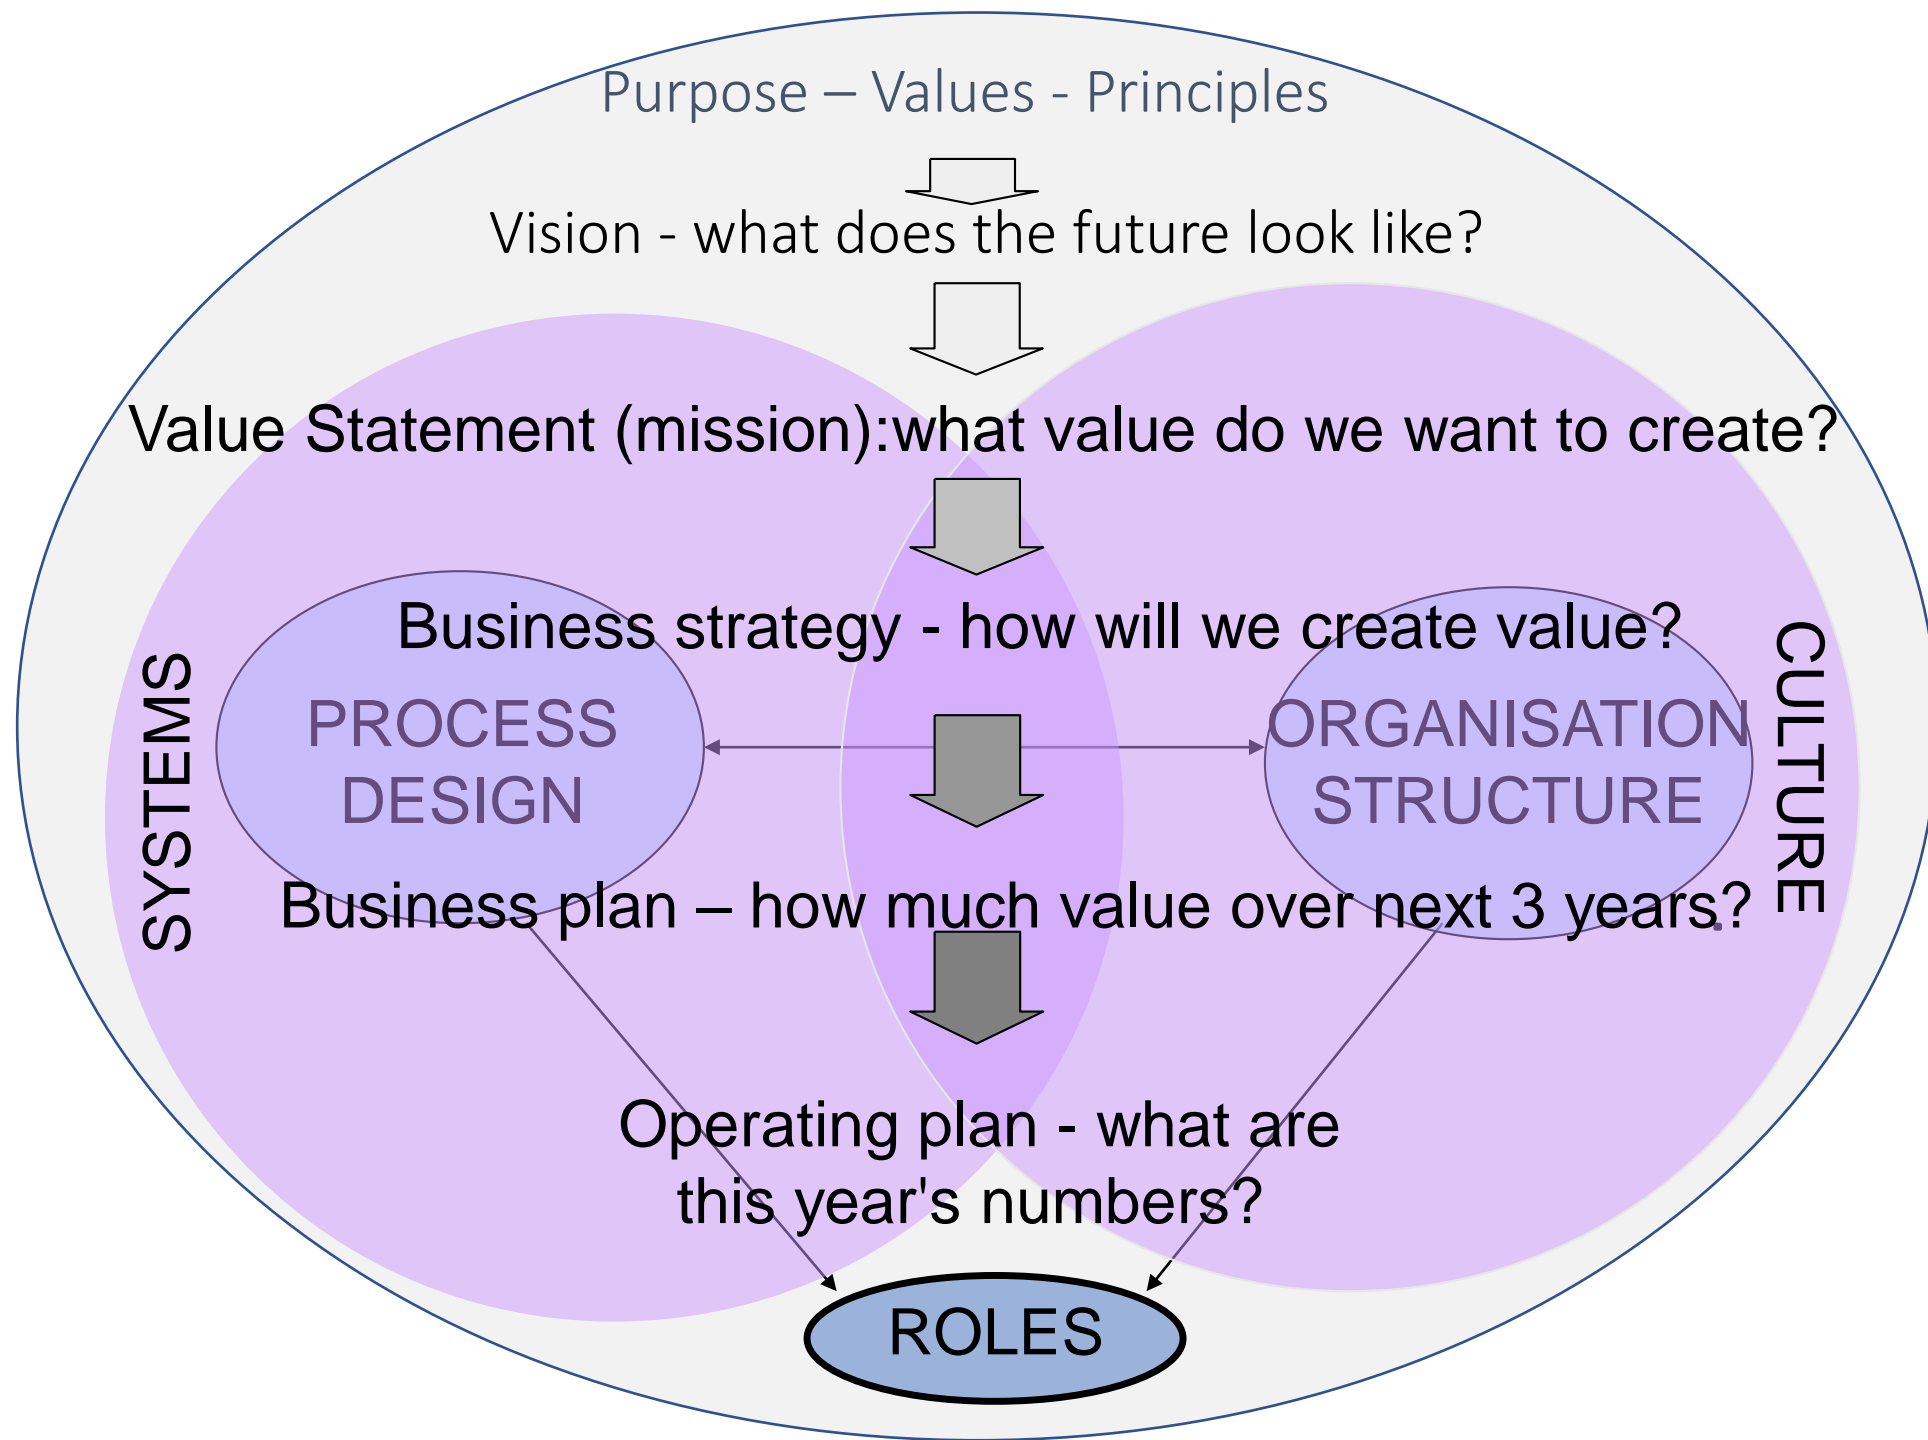 Purpose – Values - Principles
Vision - what does the future look like?
Value Statement (mission):what value do we want to create?
Business strategy - how will we create value?
SYSTEMS
PROCESS
DESIGN
ORGANISATION
STRUCTURE
CULTURE
Business plan – how much value over next 3 years?
Operating plan - what are
this year's numbers?
ROLES